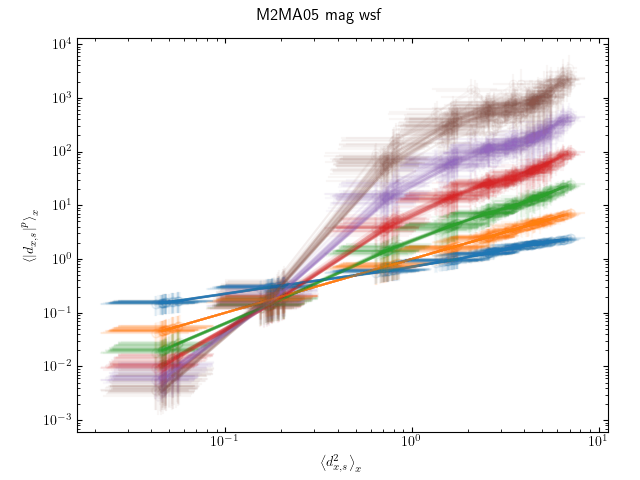 M2MA05 mag wsf
10^4
10^3
10^2
10^1
10^0
10^{-1}
10^{-2}
10^{-3}
⟨|d_{x,s}|^p⟩_x
10^{-1} 10^0 10^1
⟨d^2_{x,s}⟩_x